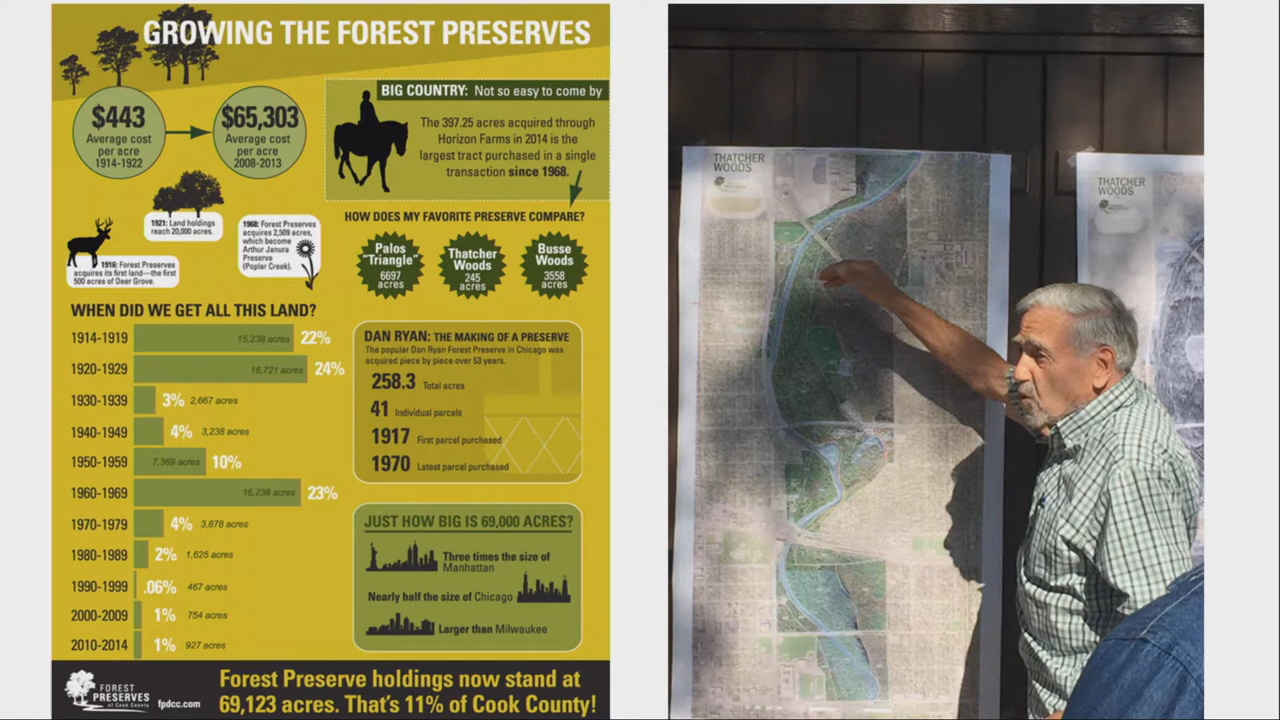 GROWING THE FOREST PRESERVES
$443
Average cost
per acre
1914-1922
$65,303
Average cost
per acre
2008-2013
BIG COUNTRY: Not so easy to come by
The 397.25 acres acquired through
Horizon Farms in 2014 is the
largest tract purchased in a single
transaction since 1968.
1921: Land holdings
reach 20,000 acres.
1968: Forest Preserves
acquires 2,509 acres,
which become
Arthur Janura
Preserve
(Poplar Creek).
1916: Forest Preserves
acquires its first land—the first
500 acres of Deer Grove.
HOW DOES MY FAVORITE PRESERVE COMPARE?
Palos
"Triangle"
6697
acres
Thatcher
Woods
245
acres
Busse
Woods
3558
acres
WHEN DID WE GET ALL THIS LAND?
1914-1919 15,238 acres 22%
1920-1929 16,721 acres 24%
1930-1939 3% 2,667 acres
1940-1949 4% 3,238 acres
1950-1959 7,369 acres 10%
1960-1969 16,238 acres 23%
1970-1979 4% 3,878 acres
1980-1989 2% 1,625 acres
1990-1999 .06% 467 acres
2000-2009 1% 754 acres
2010-2014 1% 927 acres
DAN RYAN: THE MAKING OF A PRESERVE
The popular Dan Ryan Forest Preserve in Chicago was
acquired piece by piece over 53 years.
258.3 Total acres
41 Individual parcels
1917 First parcel purchased
1970 Latest parcel purchased
JUST HOW BIG IS 69,000 ACRES?
Three times the size of
Manhattan
Nearly half the size of Chicago
Larger than Milwaukee
FOREST
PRESERVES
of Cook County
fpdcc.com
Forest Preserve holdings now stand at
69,123 acres. That's 11% of Cook County!
THATCHER
WOODS
THATCHER
WOODS